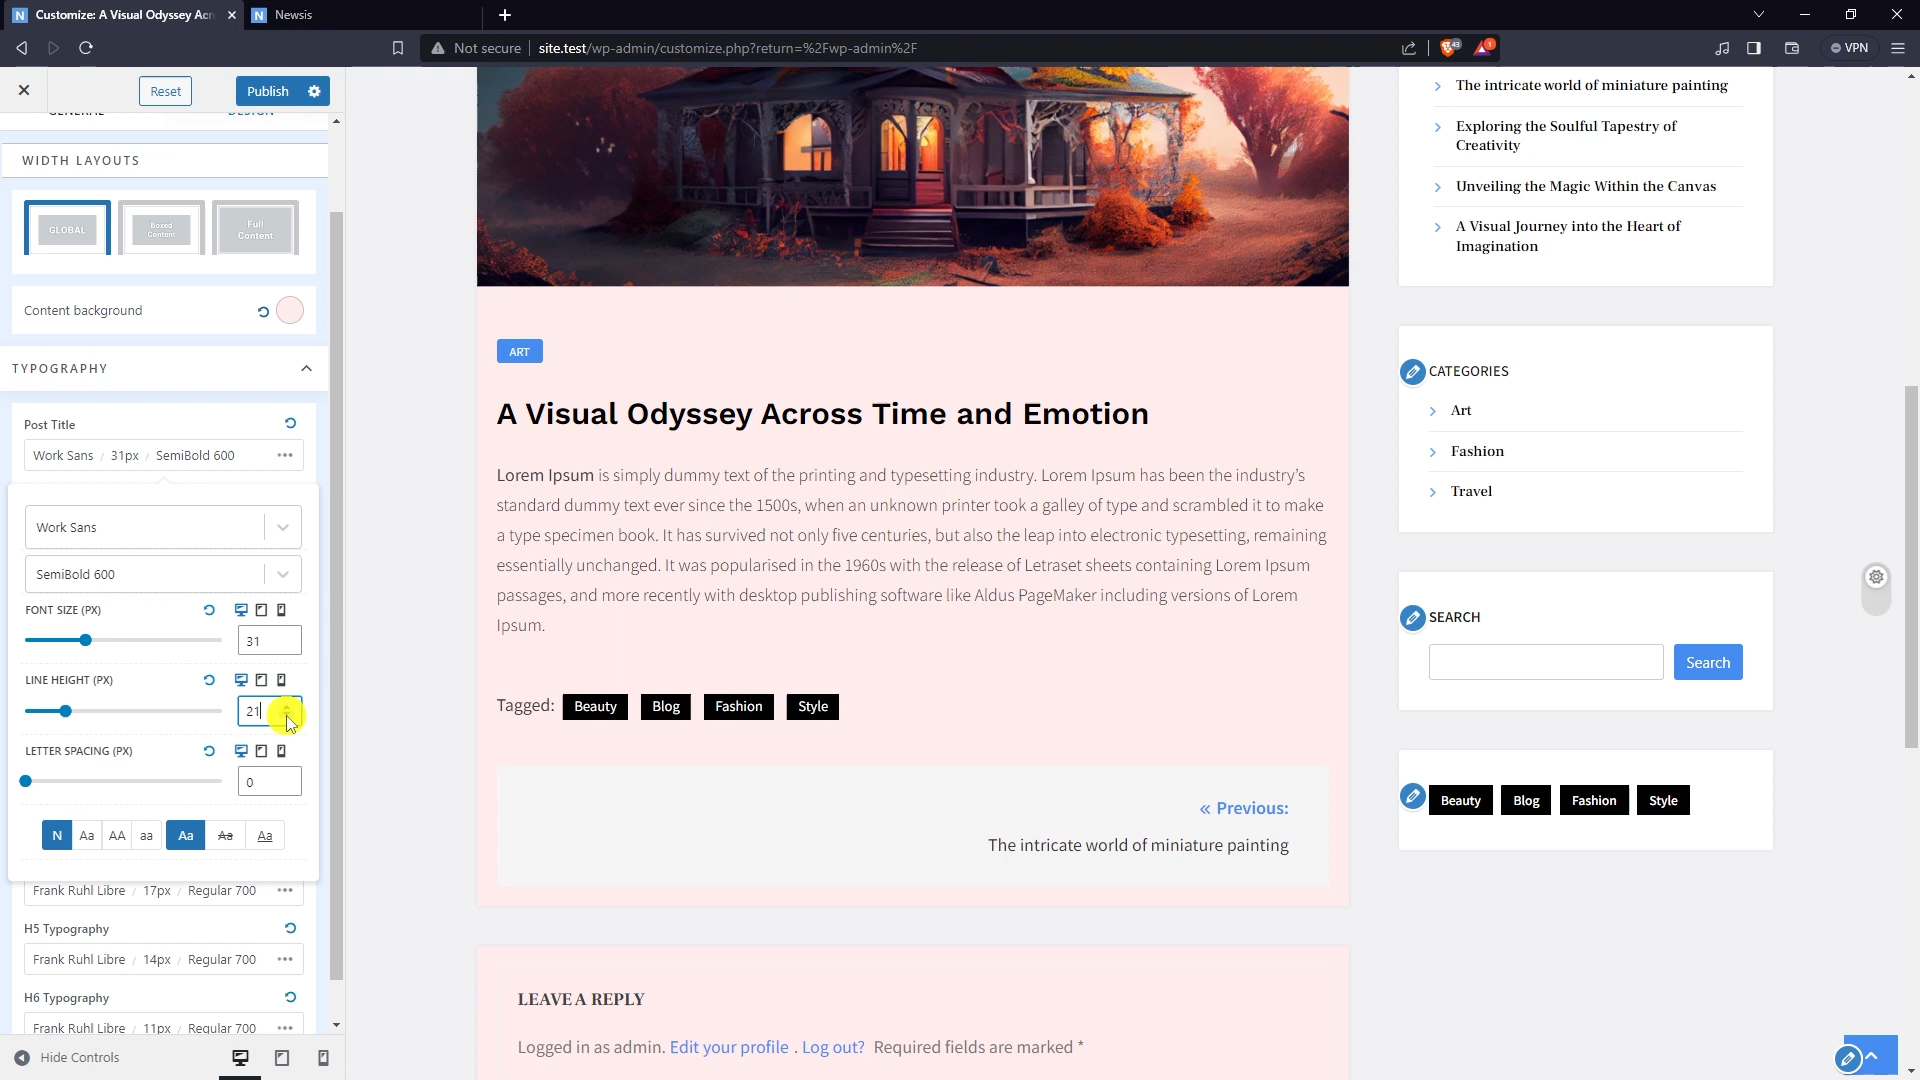 Customize: A Visual Odyssey Acr
Newsis
Not secure
site.test/wp-admin/customize.php?return=%2Fwp-admin%2F
43
1
VPN
Reset
Publish
GENERAL
DESIGN
WIDTH LAYOUTS
GLOBAL
Boxed
Content
Full
Content
Content background
TYPOGRAPHY
Post Title
Work Sans / 31px / SemiBold 600
Work Sans
SemiBold 600
FONT SIZE (PX)
31
LINE HEIGHT (PX)
21
LETTER SPACING (PX)
0
N Aa AA aa Aa Aa Aa
Frank Ruhl Libre / 17px / Regular 700
H5 Typography
Frank Ruhl Libre / 14px / Regular 700
H6 Typography
Frank Ruhl Libre / 11px / Regular 700
Hide Controls
ART
A Visual Odyssey Across Time and Emotion
Lorem Ipsum is simply dummy text of the printing and typesetting industry. Lorem Ipsum has been the industry’s
standard dummy text ever since the 1500s, when an unknown printer took a galley of type and scrambled it to make
a type specimen book. It has survived not only five centuries, but also the leap into electronic typesetting, remaining
essentially unchanged. It was popularised in the 1960s with the release of Letraset sheets containing Lorem Ipsum
passages, and more recently with desktop publishing software like Aldus PageMaker including versions of Lorem
Ipsum.
Tagged: Beauty Blog Fashion Style
« Previous:
The intricate world of miniature painting
LEAVE A REPLY
Logged in as admin. Edit your profile . Log out? Required fields are marked *
The intricate world of miniature painting
Exploring the Soulful Tapestry of
Creativity
Unveiling the Magic Within the Canvas
A Visual Journey into the Heart of
Imagination
CATEGORIES
Art
Fashion
Travel
SEARCH
Search
Beauty Blog Fashion Style